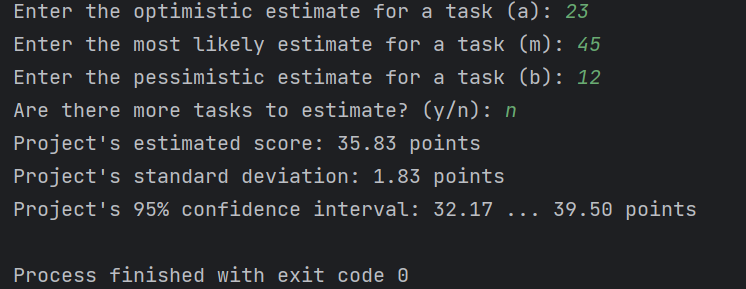 Enter the optimistic estimate for a task (a): 23
Enter the most likely estimate for a task (m): 45
Enter the pessimistic estimate for a task (b): 12
Are there more tasks to estimate? (y/n): n
Project's estimated score: 35.83 points
Project's standard deviation: 1.83 points
Project's 95% confidence interval: 32.17 ... 39.50 points
Process finished with exit code 0